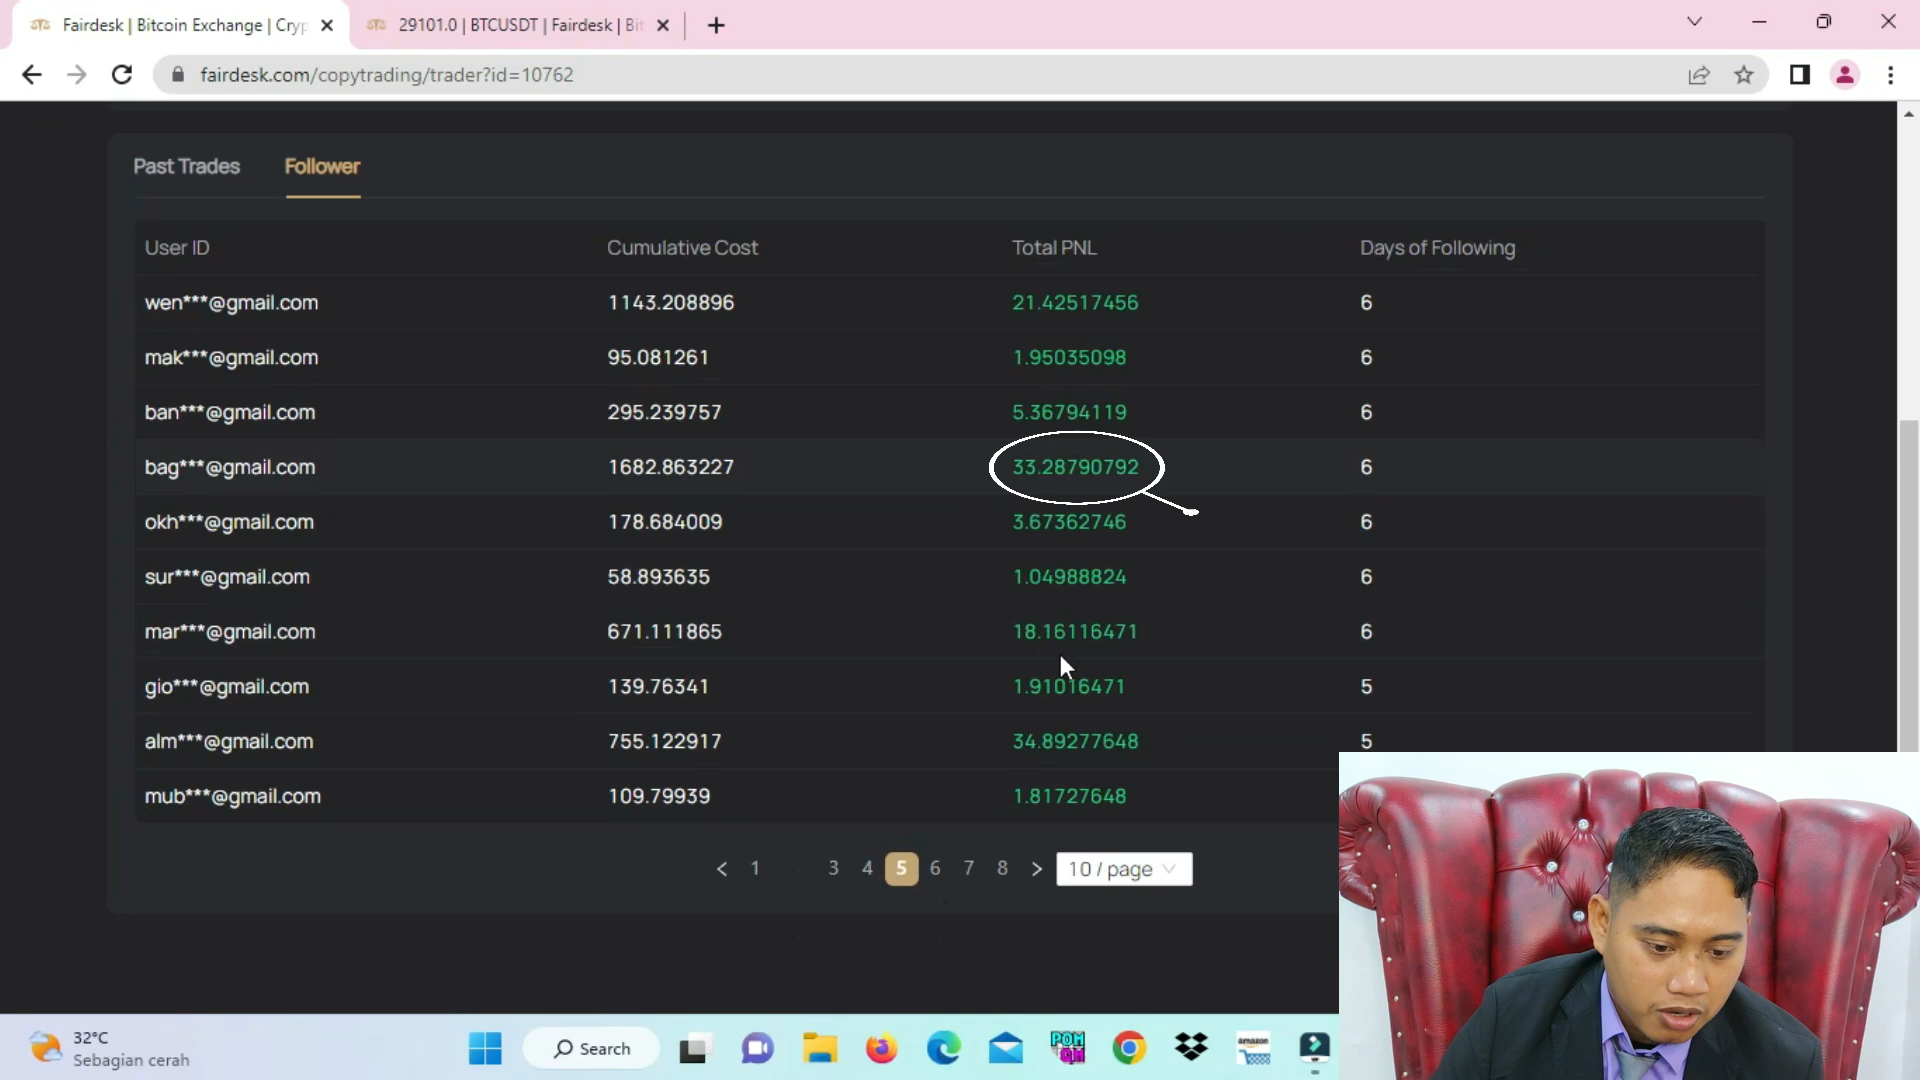 Fairdesk | Bitcoin Exchange | Cryp
29101.0 | BTCUSDT | Fairdesk | Bit
fairdesk.com/copytrading/trader?id=10762
Past Trades Follower
User ID Cumulative Cost Total PNL Days of Following
wen***@gmail.com 1143.208896 21.42517456 6
mak***@gmail.com 95.081261 1.95035098 6
ban***@gmail.com 295.239757 5.36794119 6
bag***@gmail.com 1682.863227 33.28790792 6
okh***@gmail.com 178.684009 3.67362746 6
sur***@gmail.com 58.893635 1.04988824 6
mar***@gmail.com 671.111865 18.16116471 6
gio***@gmail.com 139.76341 1.91016471 5
alm***@gmail.com 755.122917 34.89277648 5
mub***@gmail.com 109.79939 1.81727648
< 1 3 4 5 6 7 8 > 10 / page
32°C
Sebagian cerah
Search
POM
QM
amazon